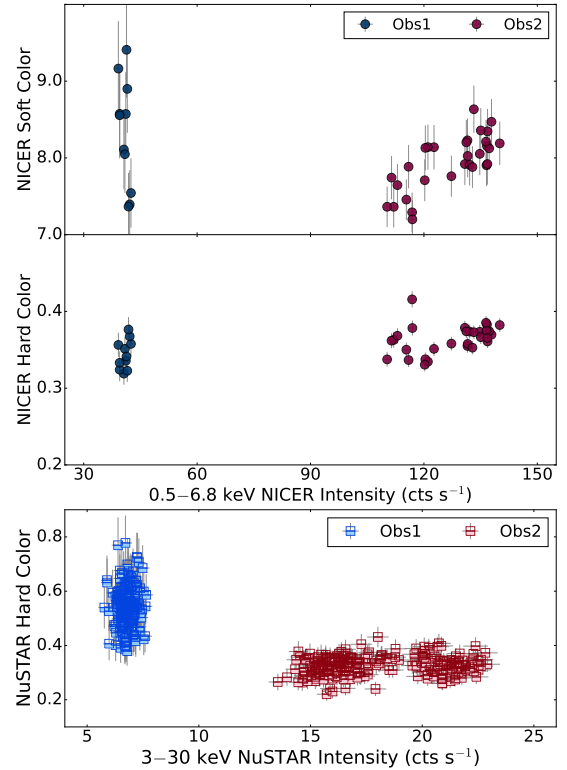 Obs1 Obs2
9.0
8.0
7.0
NICER Soft Color
0.4
0.3
0.2
NICER Hard Color
30 60 90 120 150
0.5−6.8 keV NICER Intensity (cts s⁻¹)
Obs1 Obs2
0.8
0.6
0.4
0.2
NuSTAR Hard Color
5 10 15 20 25
3−30 keV NuSTAR Intensity (cts s⁻¹)